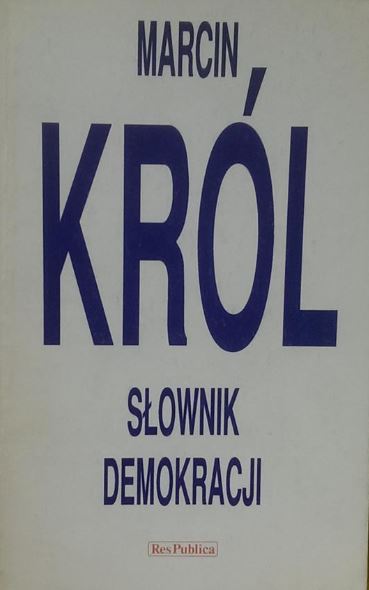 MARCIN
KRÓL
SŁOWNIK
DEMOKRACJI
Res Publica